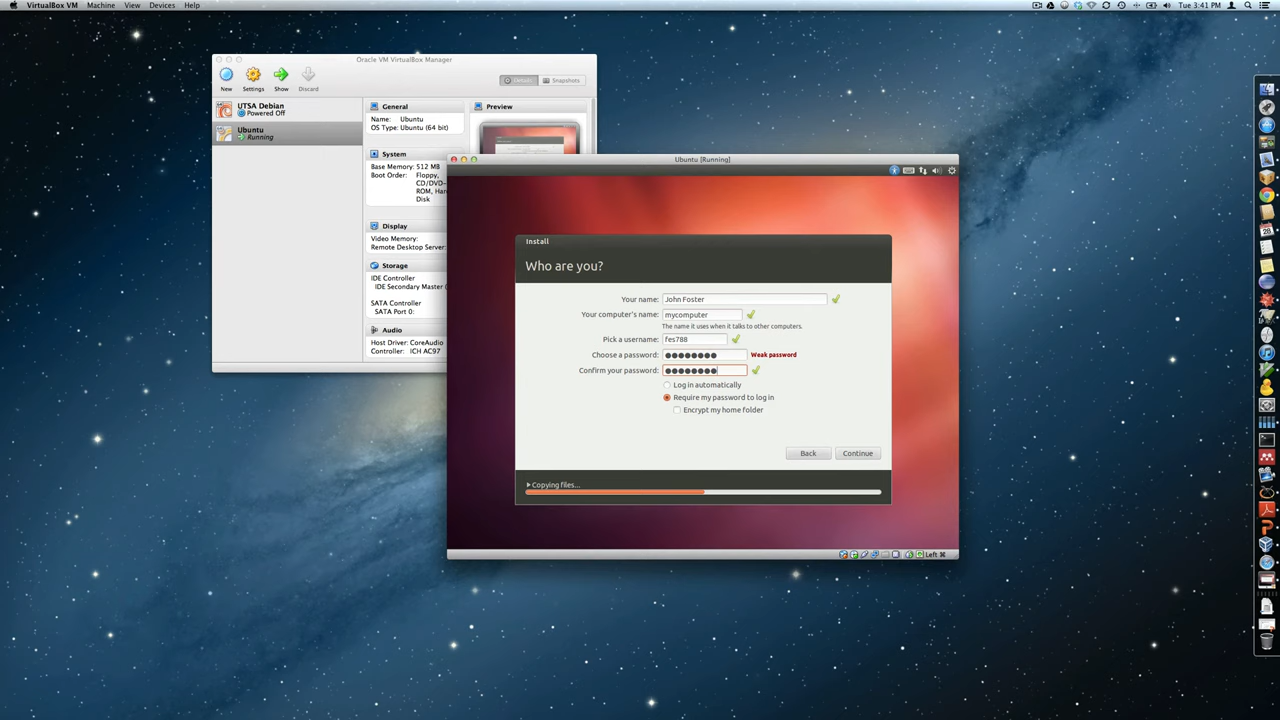 VirtualBox VM Machine View Devices Help
Tue 3:41 PM
Oracle VM VirtualBox Manager
New Settings Show Discard
Details Snapshots
UTSA Debian
Powered Off
Ubuntu
Running
General
Name: Ubuntu
OS Type: Ubuntu (64 bit)
System
Base Memory: 512 MB
Boot Order: Floppy,
CD/DVD-
ROM, Har
Disk
Display
Video Memory:
Remote Desktop Server:
Storage
IDE Controller
IDE Secondary Master (
SATA Controller
SATA Port 0:
Audio
Host Driver: CoreAudio
Controller: ICH AC97
Preview
Ubuntu [Running]
Install
Who are you?
Your name: John Foster
Your computer's name: mycomputer
The name it uses when it talks to other computers.
Pick a username: fes788
Choose a password: ●●●●●●●● Weak password
Confirm your password: ●●●●●●●●
Log in automatically
Require my password to log in
Encrypt my home folder
Back Continue
Copying files...
Left ⌘
28